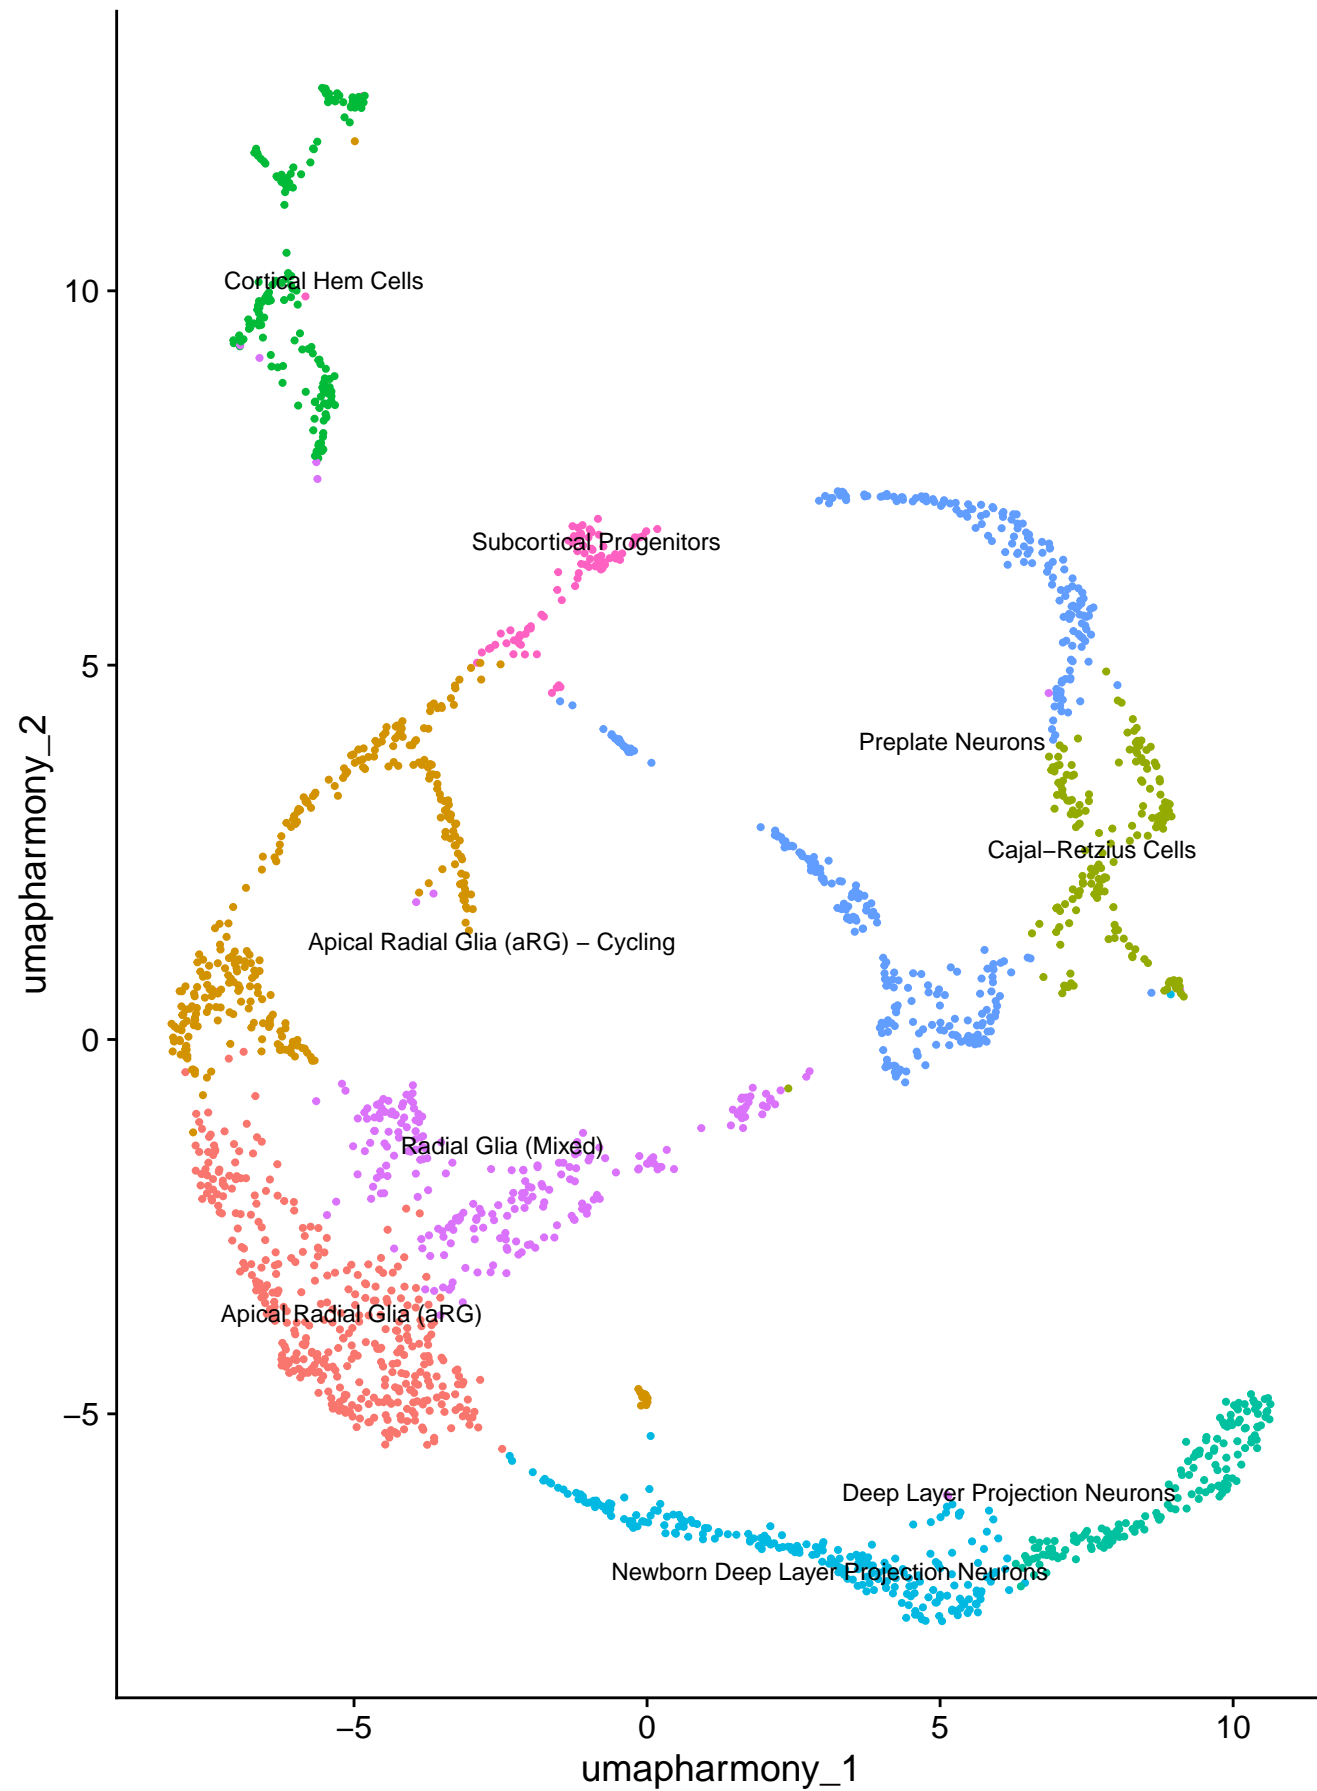 Cortical Hem Cells
10
Subcortical Progenitors
5
Preplate Neurons
Cajal−Retzius Cells
Apical Radial Glia (aRG) − Cycling
umapharmony_2
0
Radial Glia (Mixed)
Apical Radial Glia (aRG)
−5
Deep Layer Projection Neurons
Newborn Deep Layer Projection Neurons
−5 0 5 10
umapharmony_1